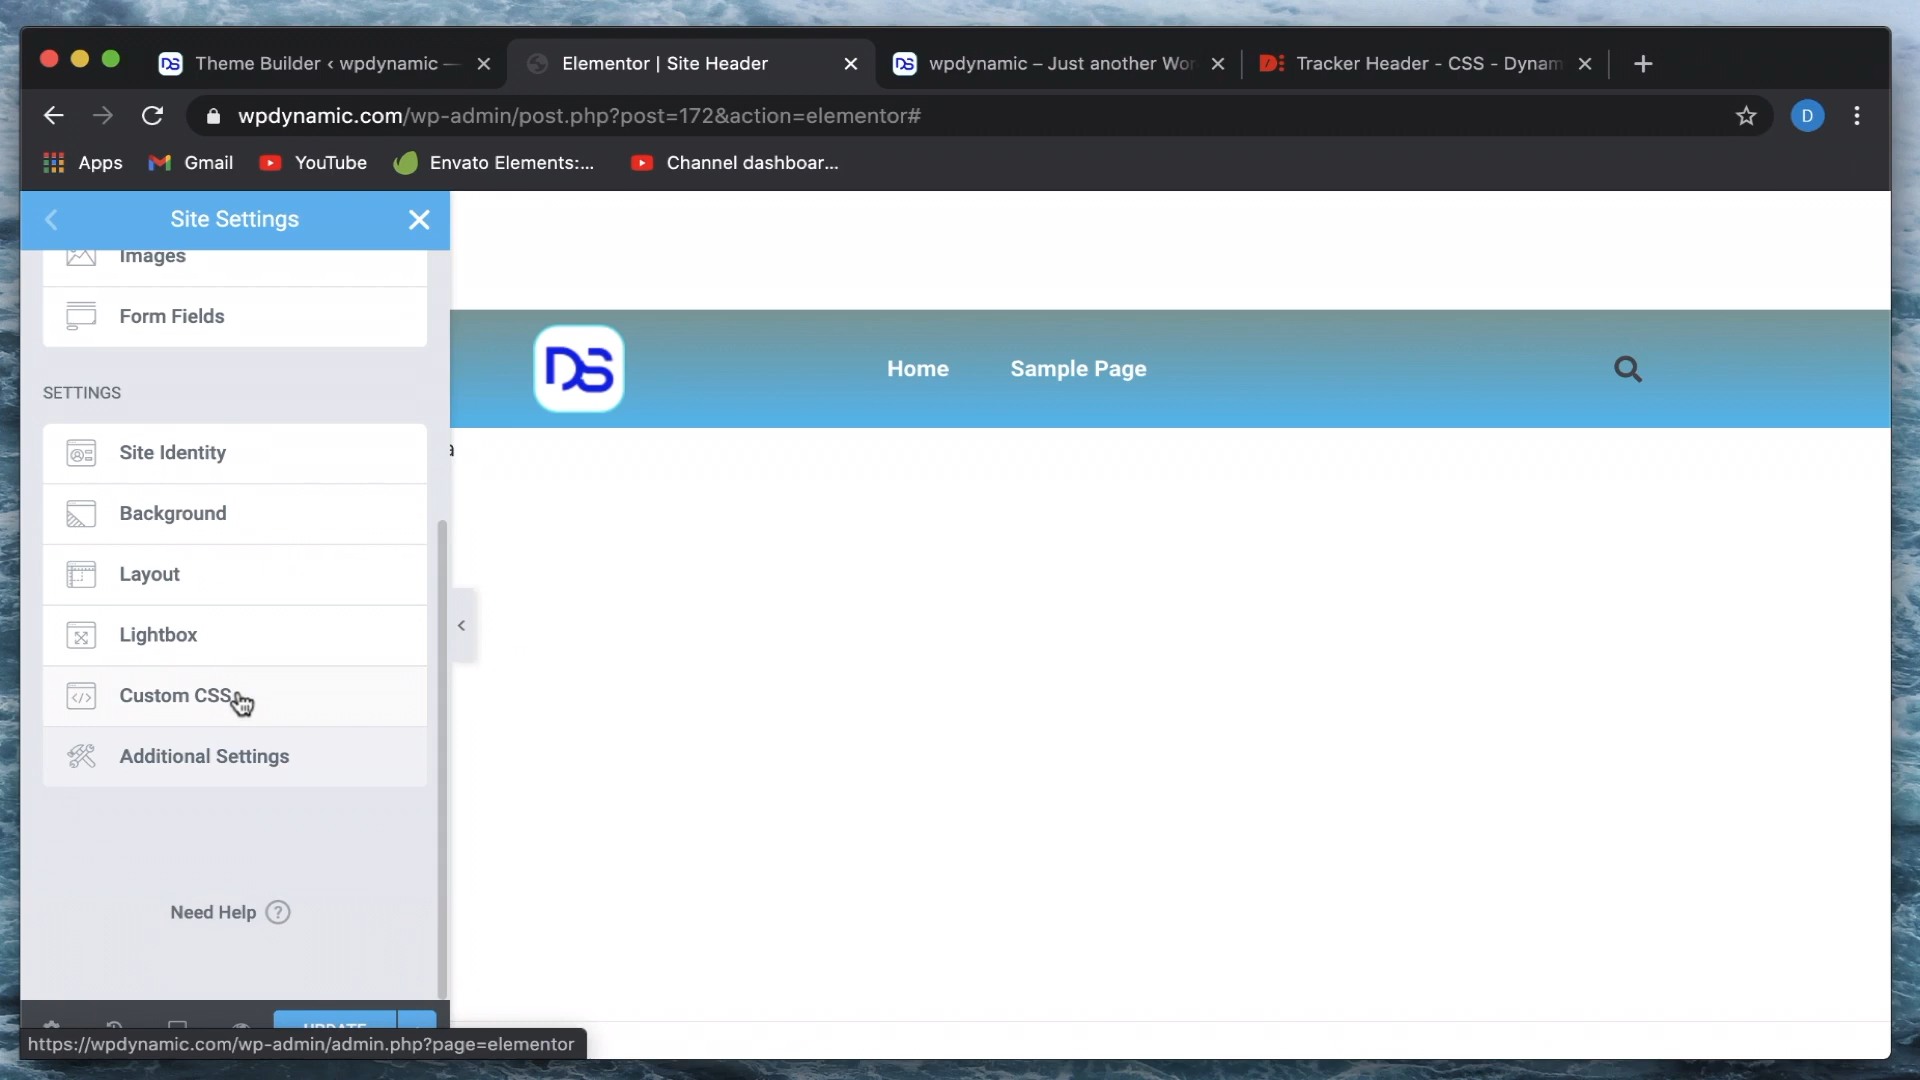 Theme Builder ‹ wpdynamic —
Elementor | Site Header
wpdynamic – Just another Wor
Tracker Header - CSS - Dynam
wpdynamic.com/wp-admin/post.php?post=172&action=elementor#
D
Apps
Gmail
YouTube
Envato Elements:...
Channel dashboar...
Site Settings
Images
Form Fields
SETTINGS
Site Identity
Background
Layout
Lightbox
Custom CSS
Additional Settings
Need Help ?
UPDATE
https://wpdynamic.com/wp-admin/admin.php?page=elementor
DS
Home
Sample Page
a